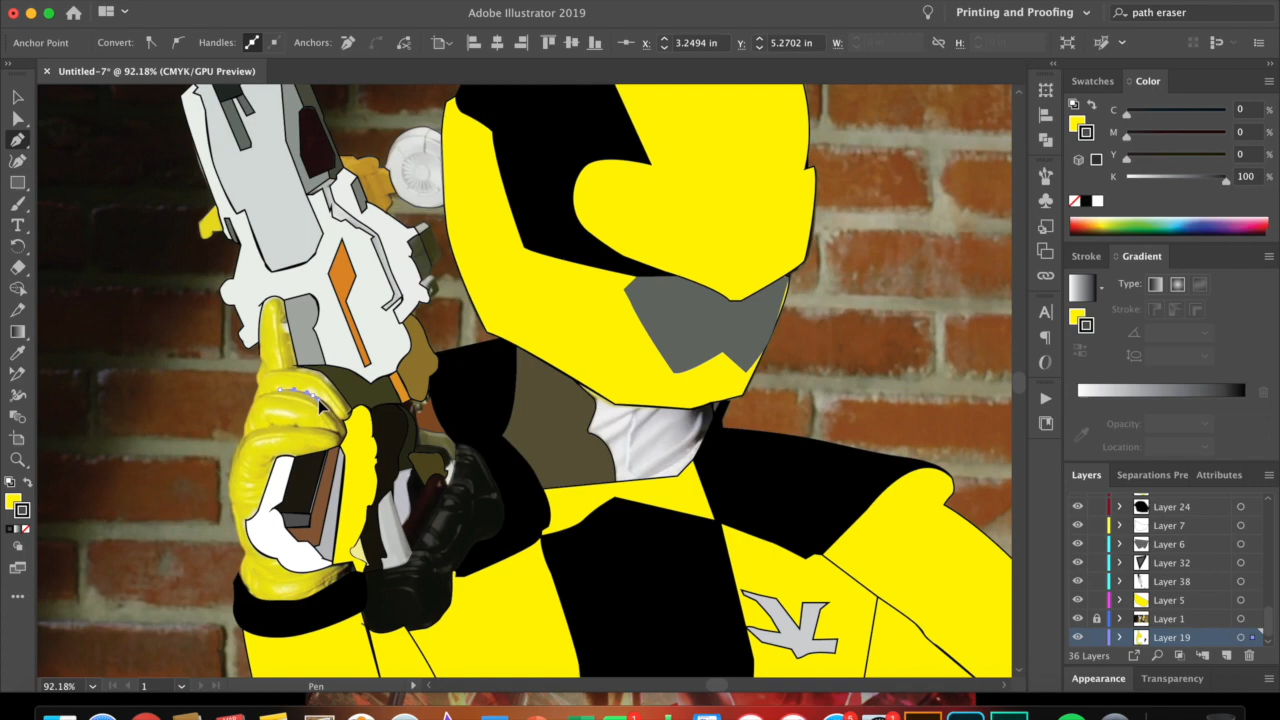 Adobe Illustrator 2019
Printing and Proofing
path eraser
Anchor Point
Convert:
Handles:
Anchors:
X:
3.2494 in
Y:
5.2702 in
W:
H:
× Untitled-7* @ 92.18% (CMYK/GPU Preview)
Swatches
Color
C
0
%
M
0
%
Y
0
%
K
100
%
Stroke
Gradient
Type:
Stroke:
Opacity:
Location:
Layers
Separations Pre
Attributes
Layer 24
Layer 7
Layer 6
Layer 32
Layer 38
Layer 5
Layer 1
Layer 19
36 Layers
Appearance
Transparency
92.18%
1
Pen